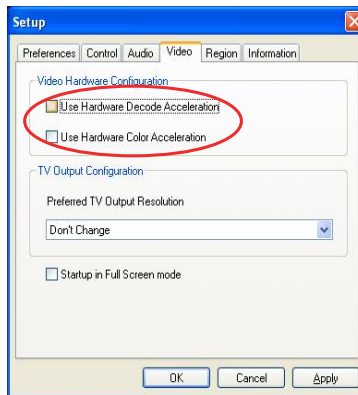 Setup
Preferences Control Audio Video Region Information
Video Hardware Configuration
Use Hardware Decode Acceleration
Use Hardware Color Acceleration
TV Output Configuration
Preferred TV Output Resolution
Don't Change
Startup in Full Screen mode
OK Cancel Apply